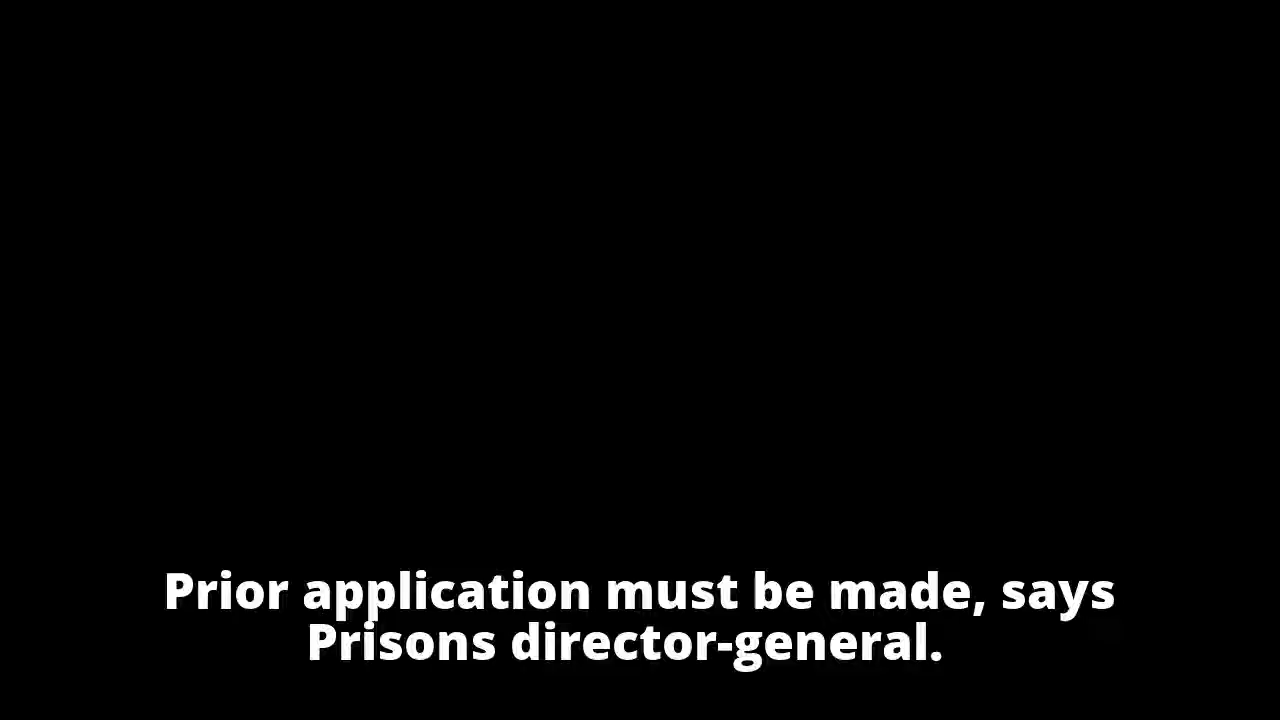 Prior application must be made, says
Prisons director-general.